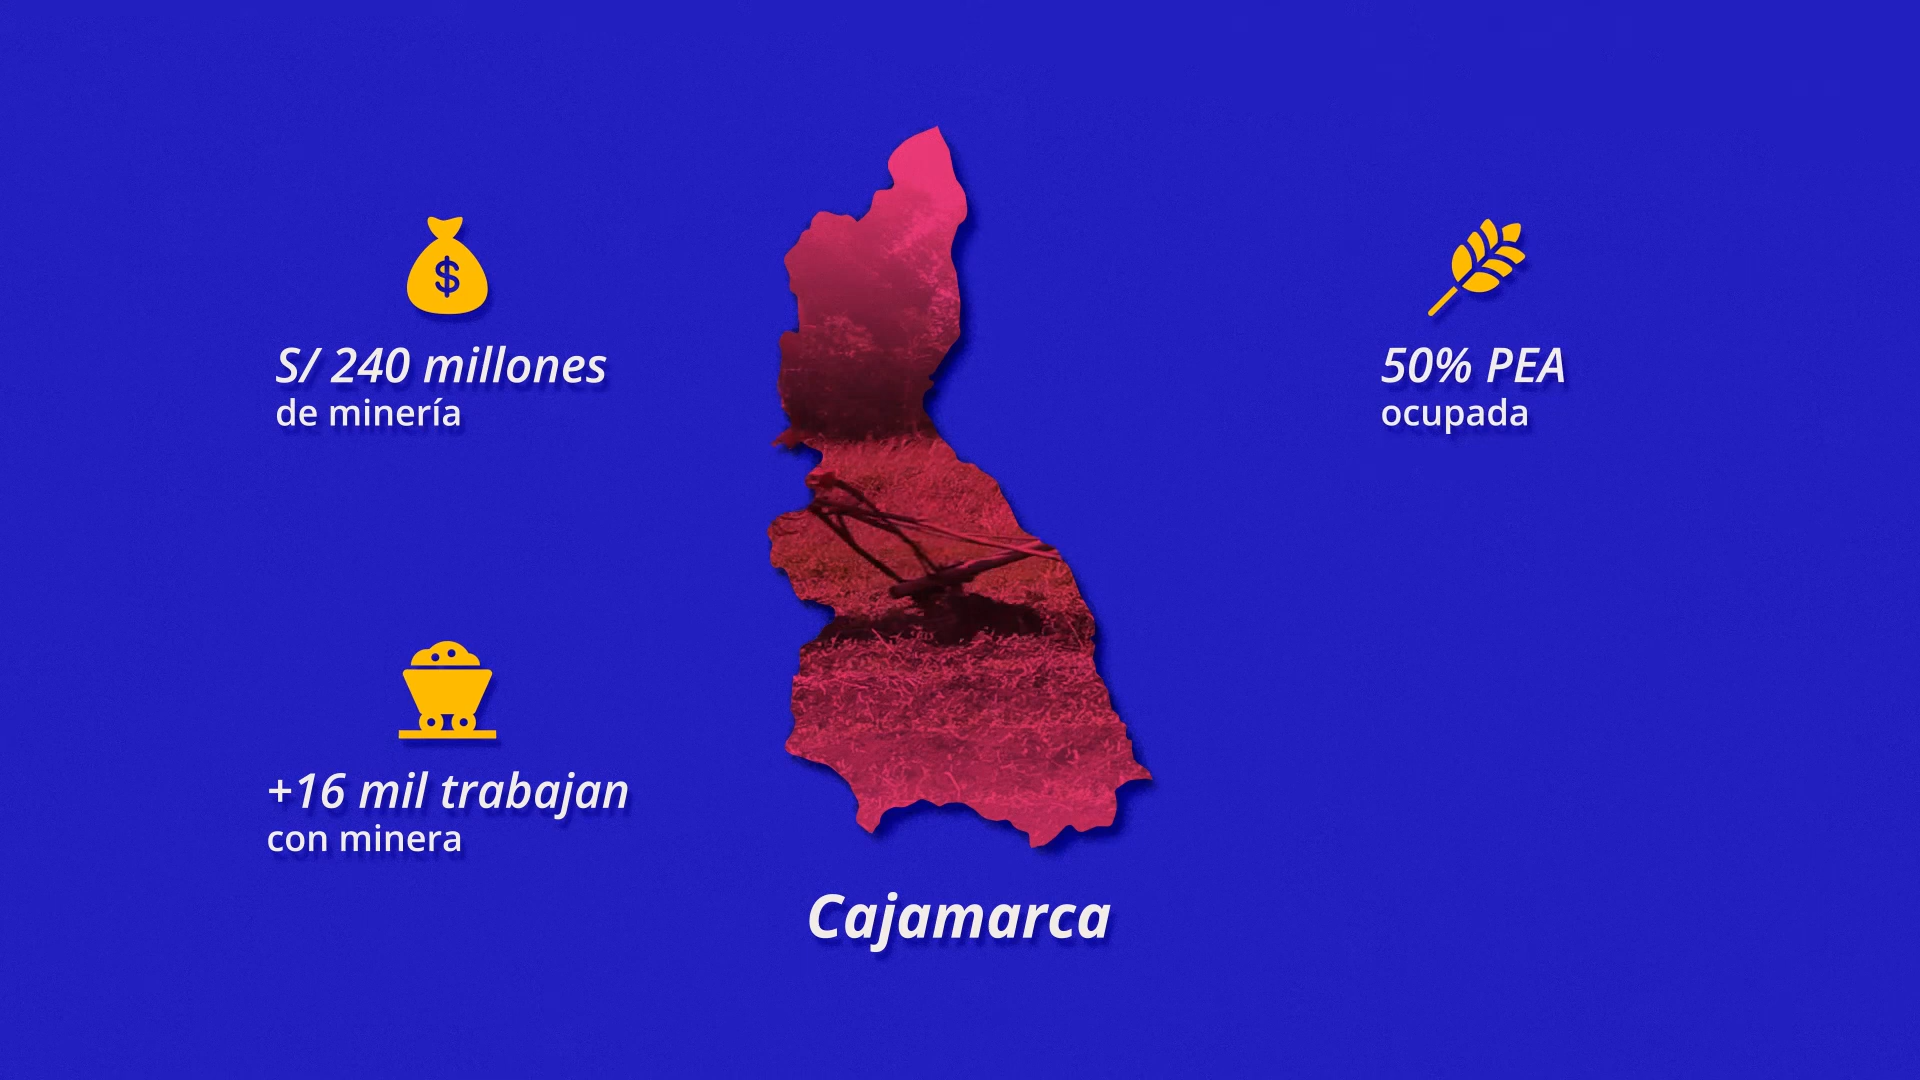 S/ 240 millones
de minería
50% PEA
ocupada
+16 mil trabajan
con minera
Cajamarca